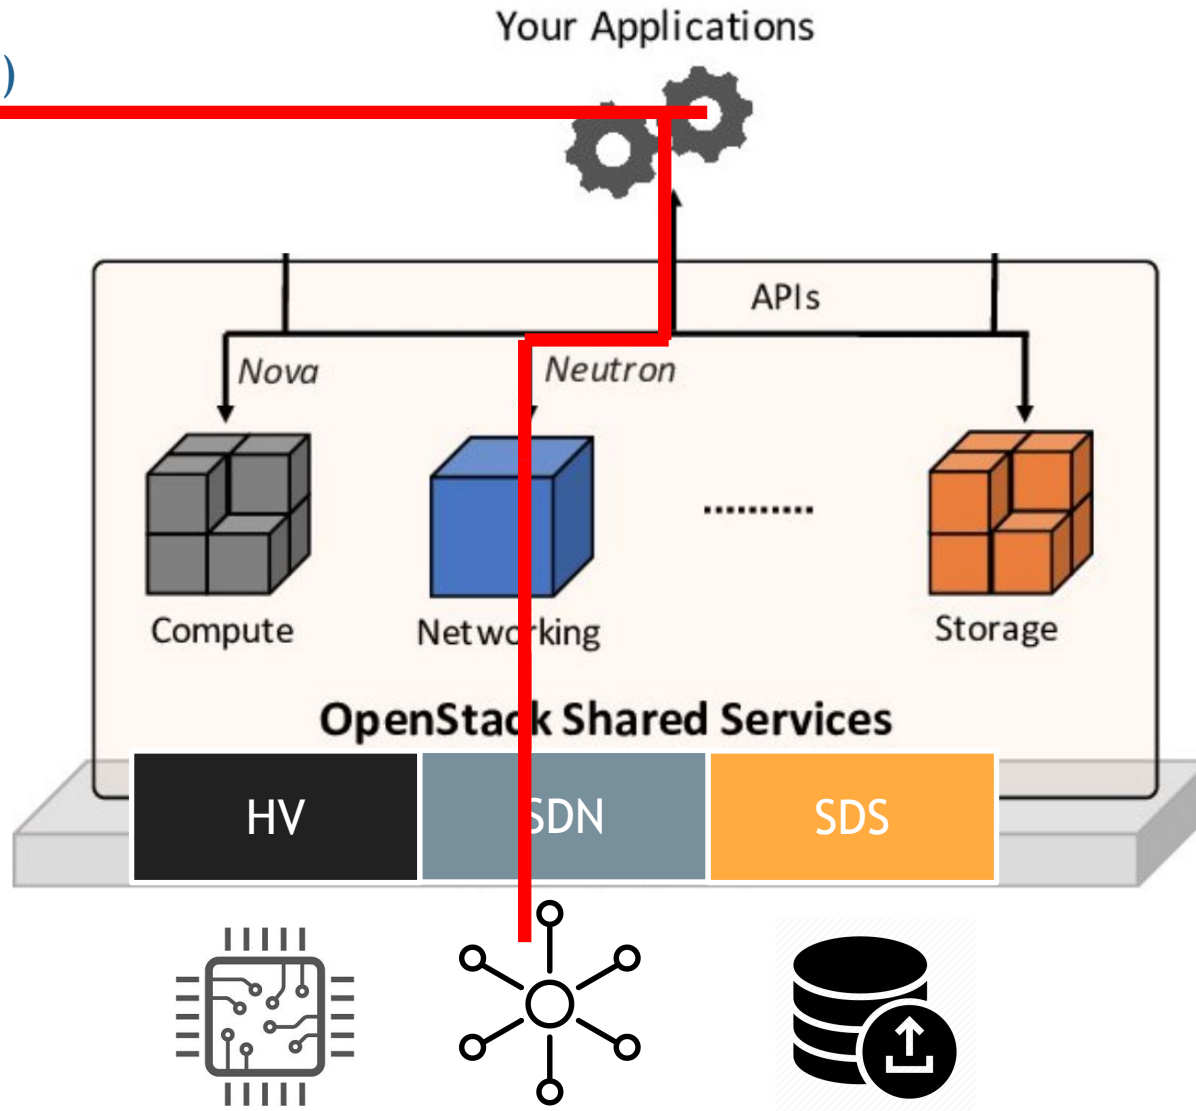 Your Applications
)
APIs
Nova
Neutron
..........
Compute
Networking
Storage
OpenStack Shared Services
HV
SDN
SDS